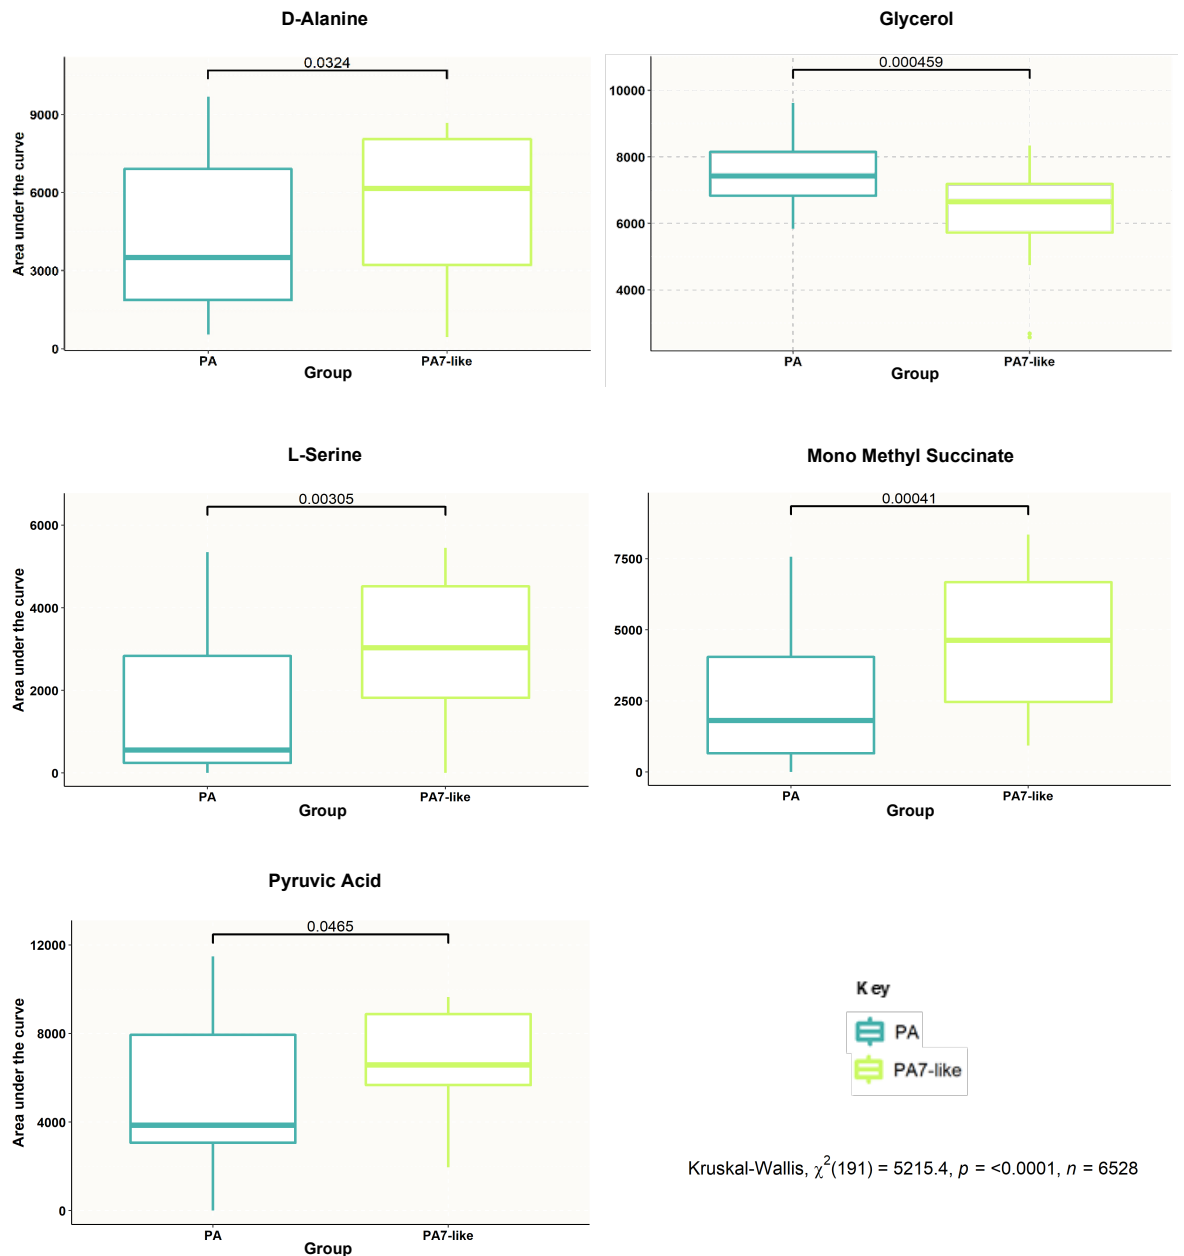 D-Alanine
0.0324
Area under the curve
9000
6000
3000
0
PA
PA7-like
Group
Glycerol
0.000459
10000
8000
6000
4000
PA
PA7-like
Group
L-Serine
0.00305
Area under the curve
6000
4000
2000
0
PA
PA7-like
Group
Mono Methyl Succinate
0.00041
7500
5000
2500
0
PA
PA7-like
Group
Pyruvic Acid
0.0465
Area under the curve
12000
8000
4000
0
PA
PA7-like
Group
Key
PA
PA7-like
Kruskal-Wallis, χ²(191) = 5215.4, p = <0.0001, n = 6528